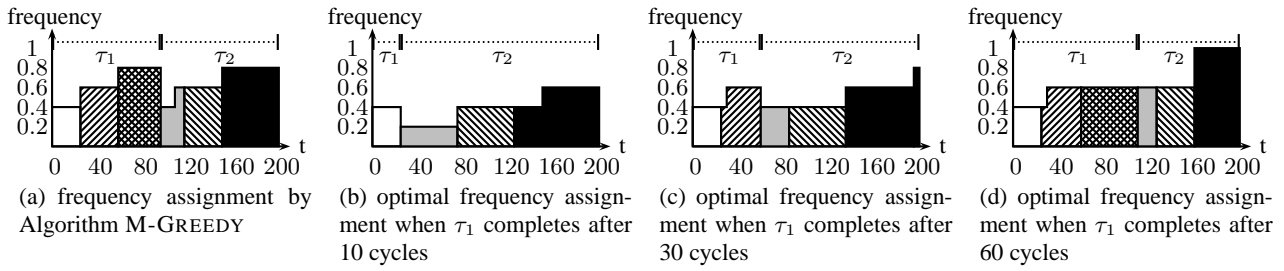 frequency frequency frequency frequency
1 τ1 τ2 1 τ1 τ2 1 τ1 τ2 1 τ1 τ2
0.8 0.8 0.8 0.8
0.6 0.6 0.6 0.6
0.4 0.4 0.4 0.4
0.2 0.2 0.2 0.2
t t t t
0 40 80 120 160 200 0 40 80 120 160 200 0 40 80 120 160 200 0 40 80 120 160 200
(a) frequency assignment by
Algorithm M-GREEDY
(b) optimal frequency assign-
ment when τ1 completes after
10 cycles
(c) optimal frequency assign-
ment when τ1 completes after
30 cycles
(d) optimal frequency assign-
ment when τ1 completes after
60 cycles